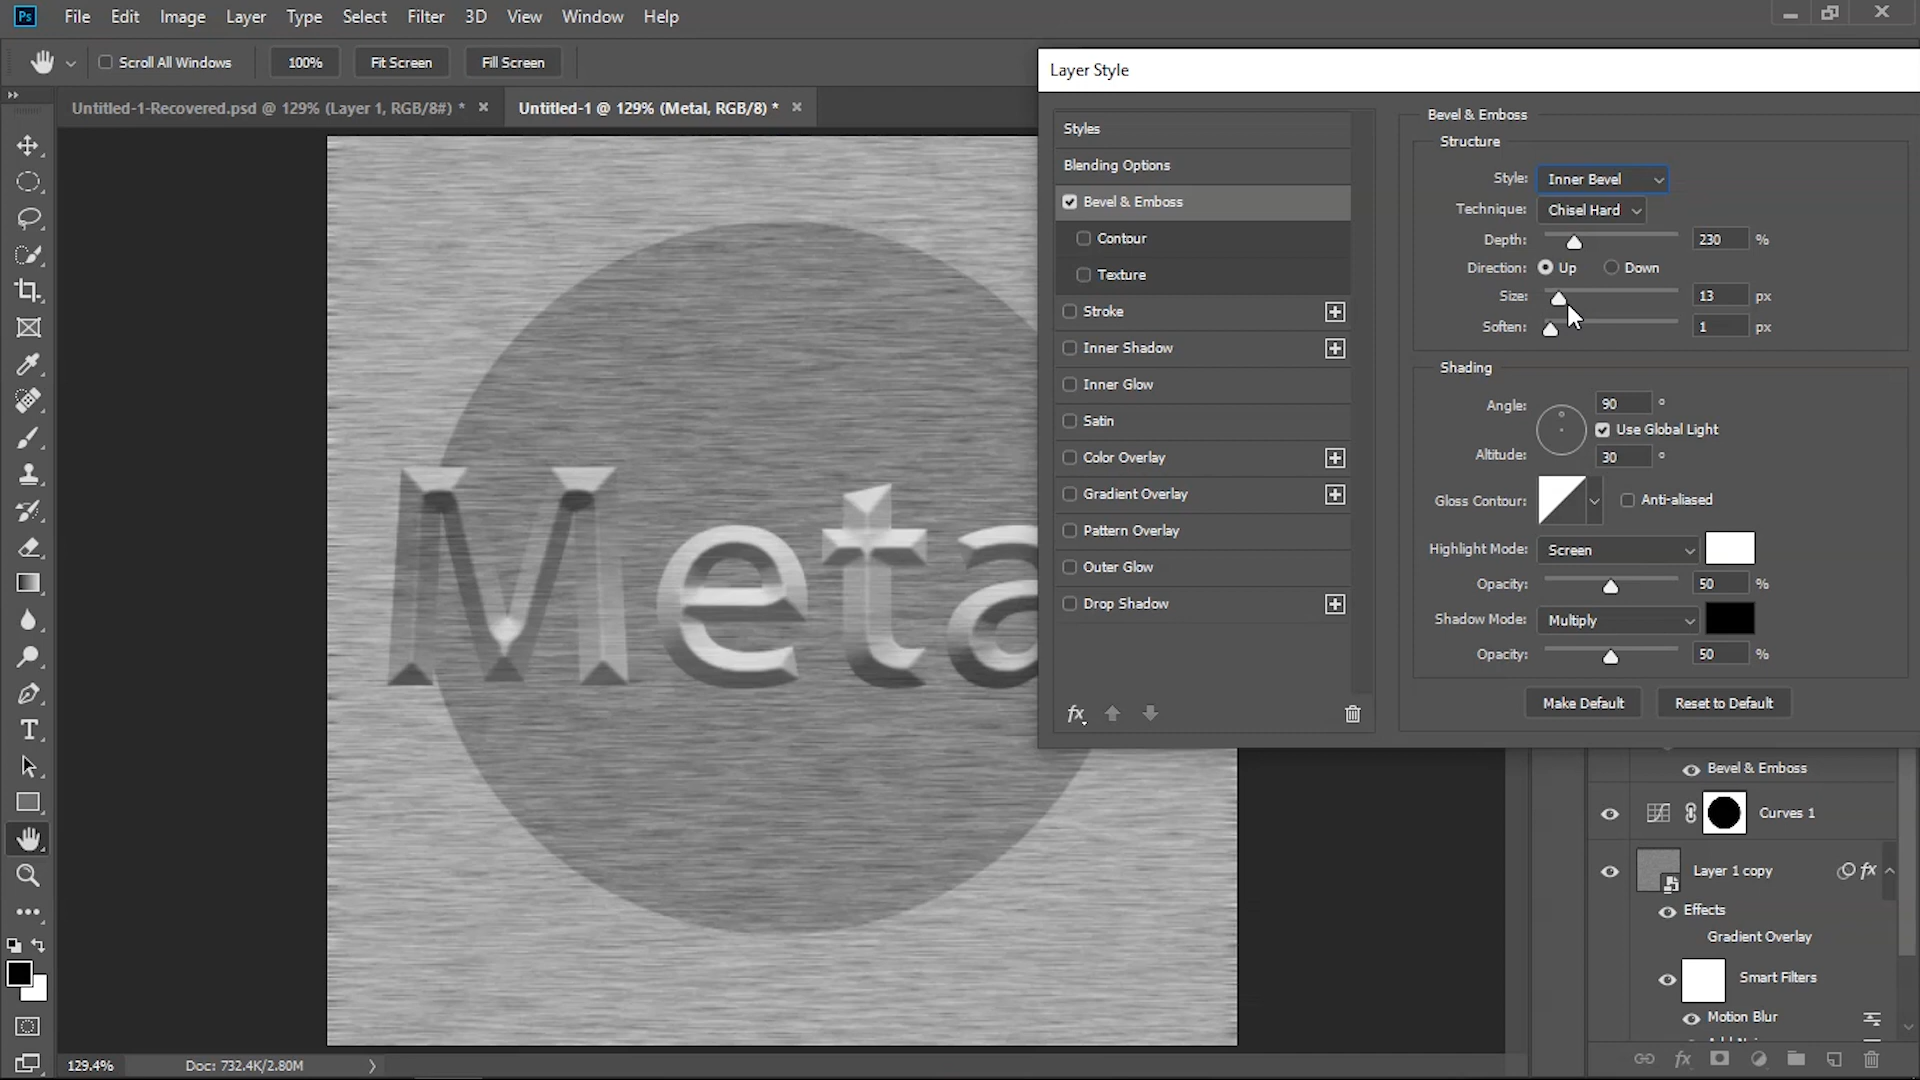 Ps File Edit Image Layer Type Select Filter 3D View Window Help
Scroll All Windows 100% Fit Screen Fill Screen
Untitled-1-Recovered.psd @ 129% (Layer 1, RGB/8#) *
Untitled-1 @ 129% (Metal, RGB/8) *
Meta
129.4% Doc: 732.4K/2.80M
Layer Style
Styles
Blending Options
Bevel & Emboss
Contour
Texture
Stroke
Inner Shadow
Inner Glow
Satin
Color Overlay
Gradient Overlay
Pattern Overlay
Outer Glow
Drop Shadow
fx
Bevel & Emboss
Structure
Style: Inner Bevel
Technique: Chisel Hard
Depth: 230 %
Direction: Up Down
Size: 13 px
Soften: 1 px
Shading
Angle: 90 °
Use Global Light
Altitude: 30 °
Gloss Contour: Anti-aliased
Highlight Mode: Screen
Opacity: 50 %
Shadow Mode: Multiply
Opacity: 50 %
Make Default Reset to Default
Bevel & Emboss
Curves 1
Layer 1 copy fx
Effects
Gradient Overlay
Smart Filters
Motion Blur
fx